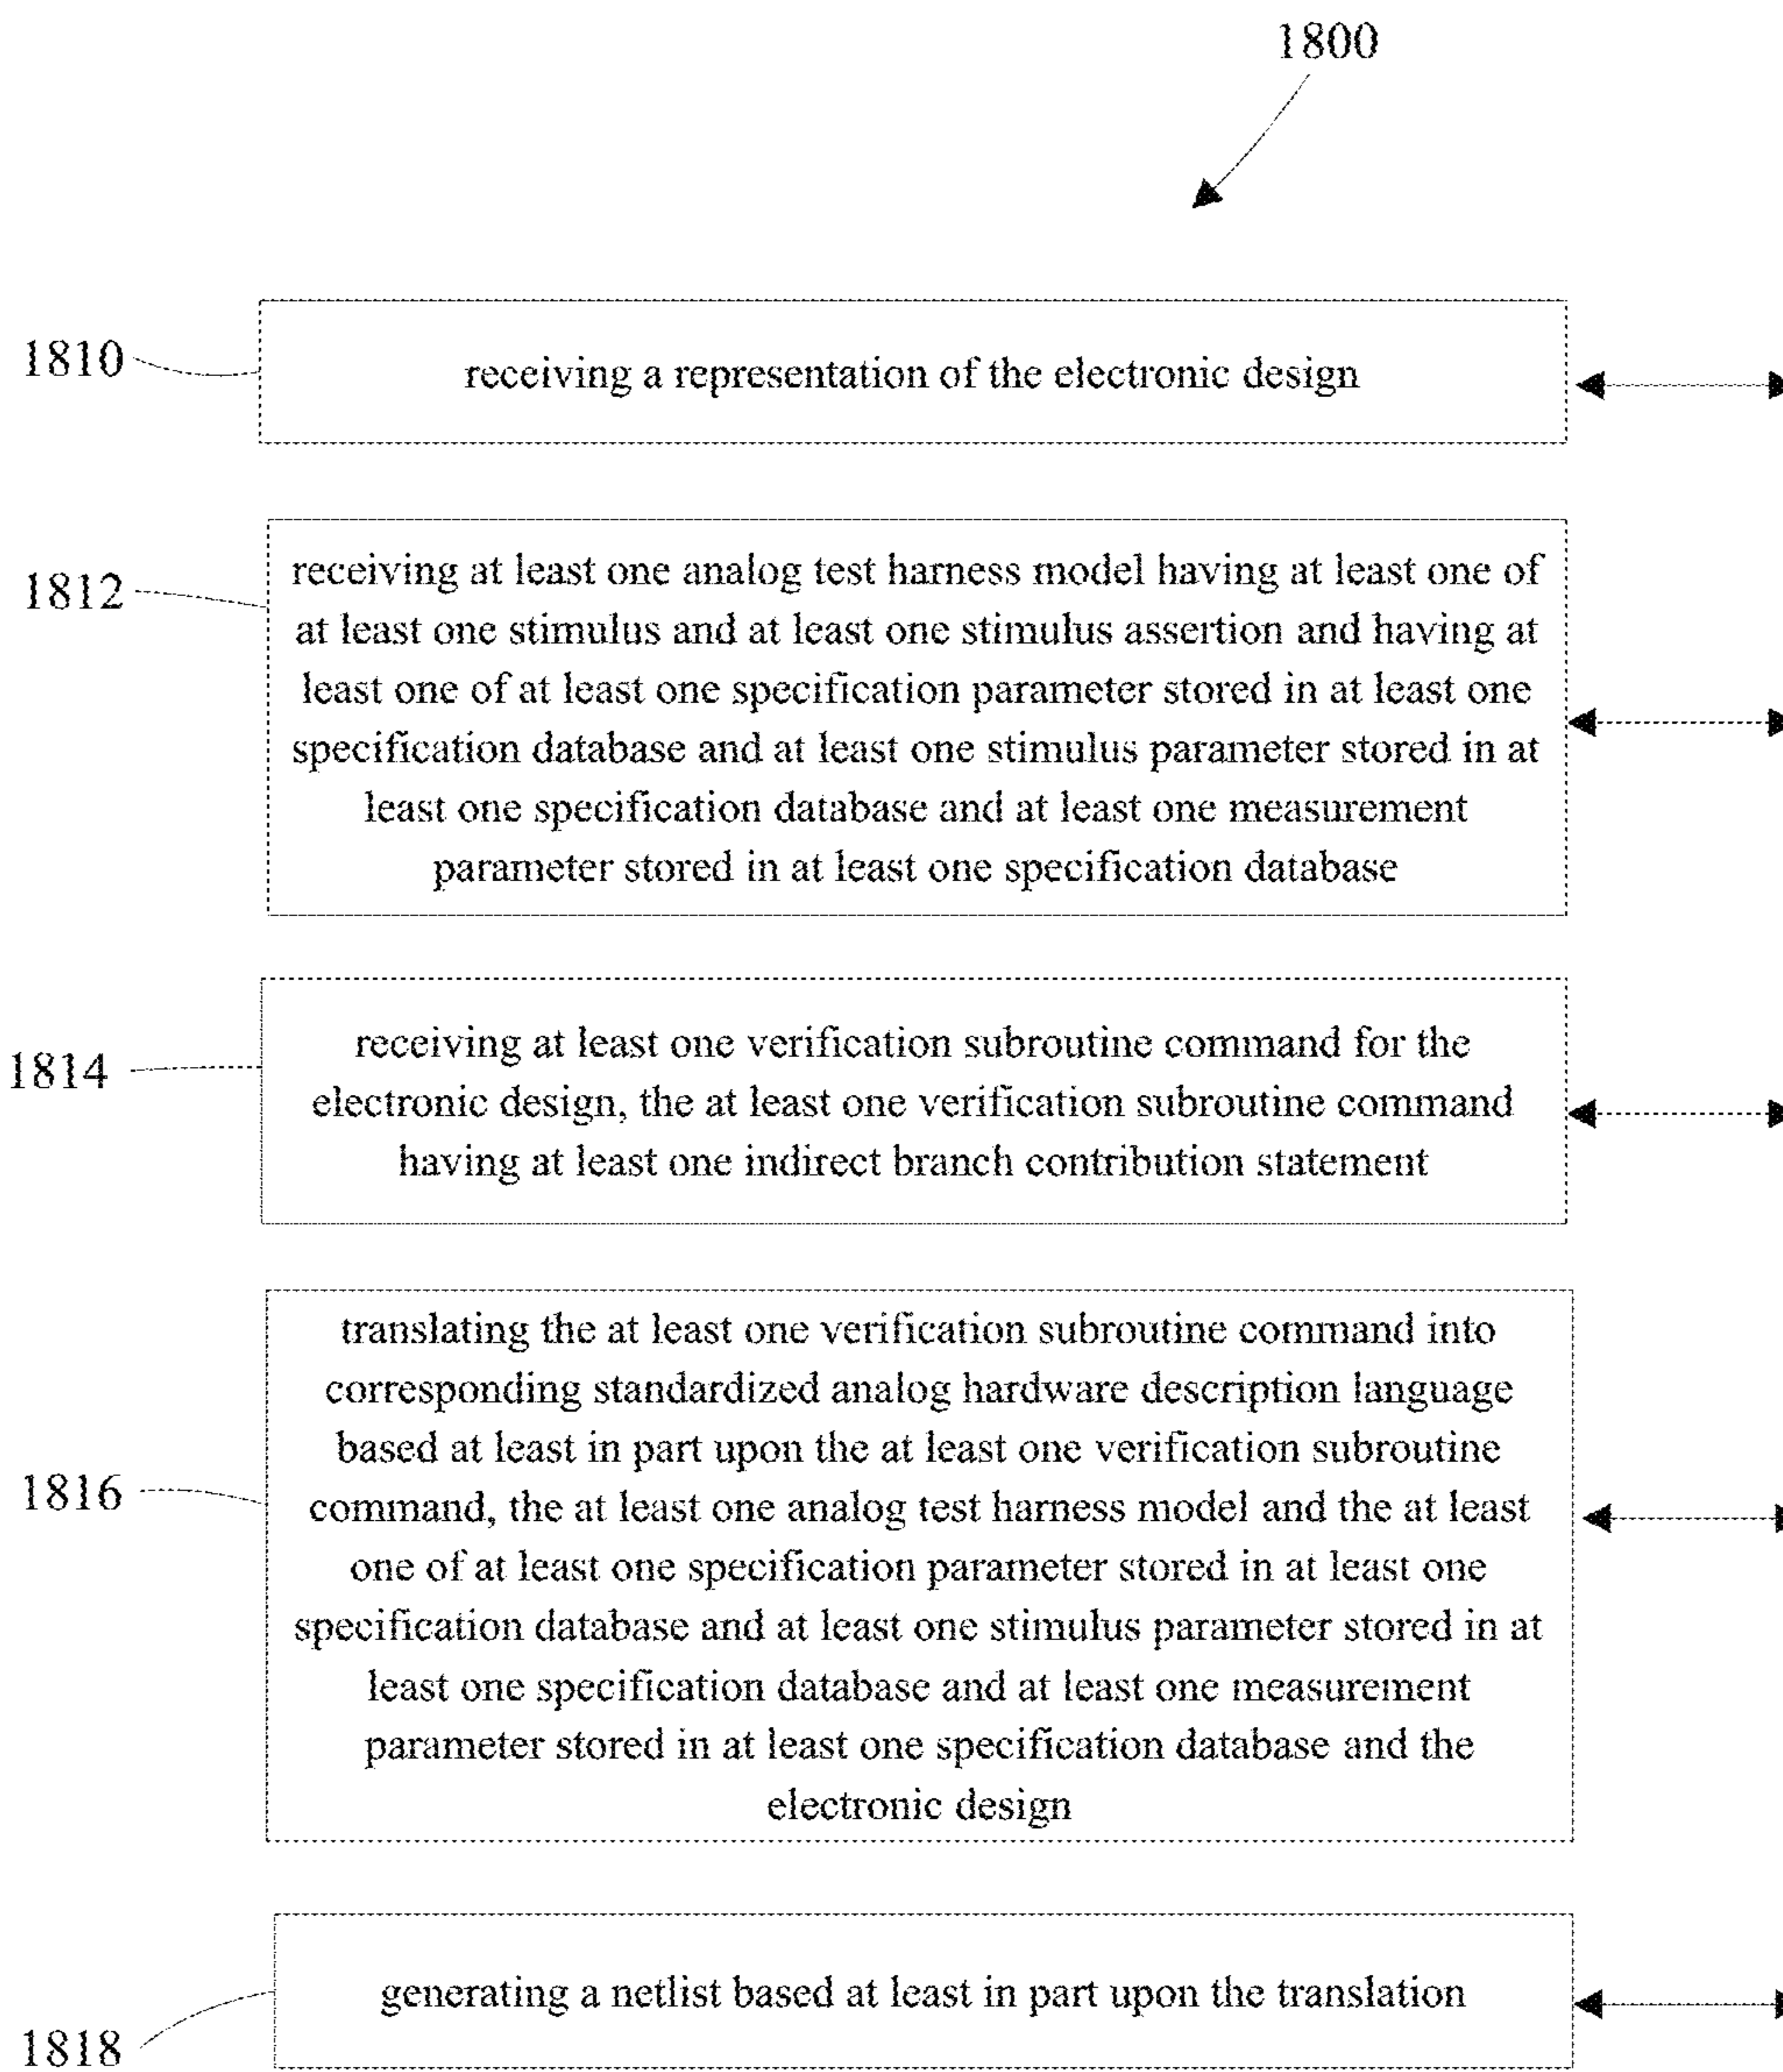 1800
1810
receiving a representation of the electronic design
1812
receiving at least one analog test harness model having at least one of
at least one stimulus and at least one stimulus assertion and having at
least one of at least one specification parameter stored in at least one
specification database and at least one stimulus parameter stored in at
least one specification database and at least one measurement
parameter stored in at least one specification database
1814
receiving at least one verification subroutine command for the
electronic design, the at least one verification subroutine command
having at least one indirect branch contribution statement
1816
translating the at least one verification subroutine command into
corresponding standardized analog hardware description language
based at least in part upon the at least one verification subroutine
command, the at least one analog test harness model and the at least
one of at least one specification parameter stored in at least one
specification database and at least one stimulus parameter stored in at
least one specification database and at least one measurement
parameter stored in at least one specification database and the
electronic design
1818
generating a netlist based at least in part upon the translation